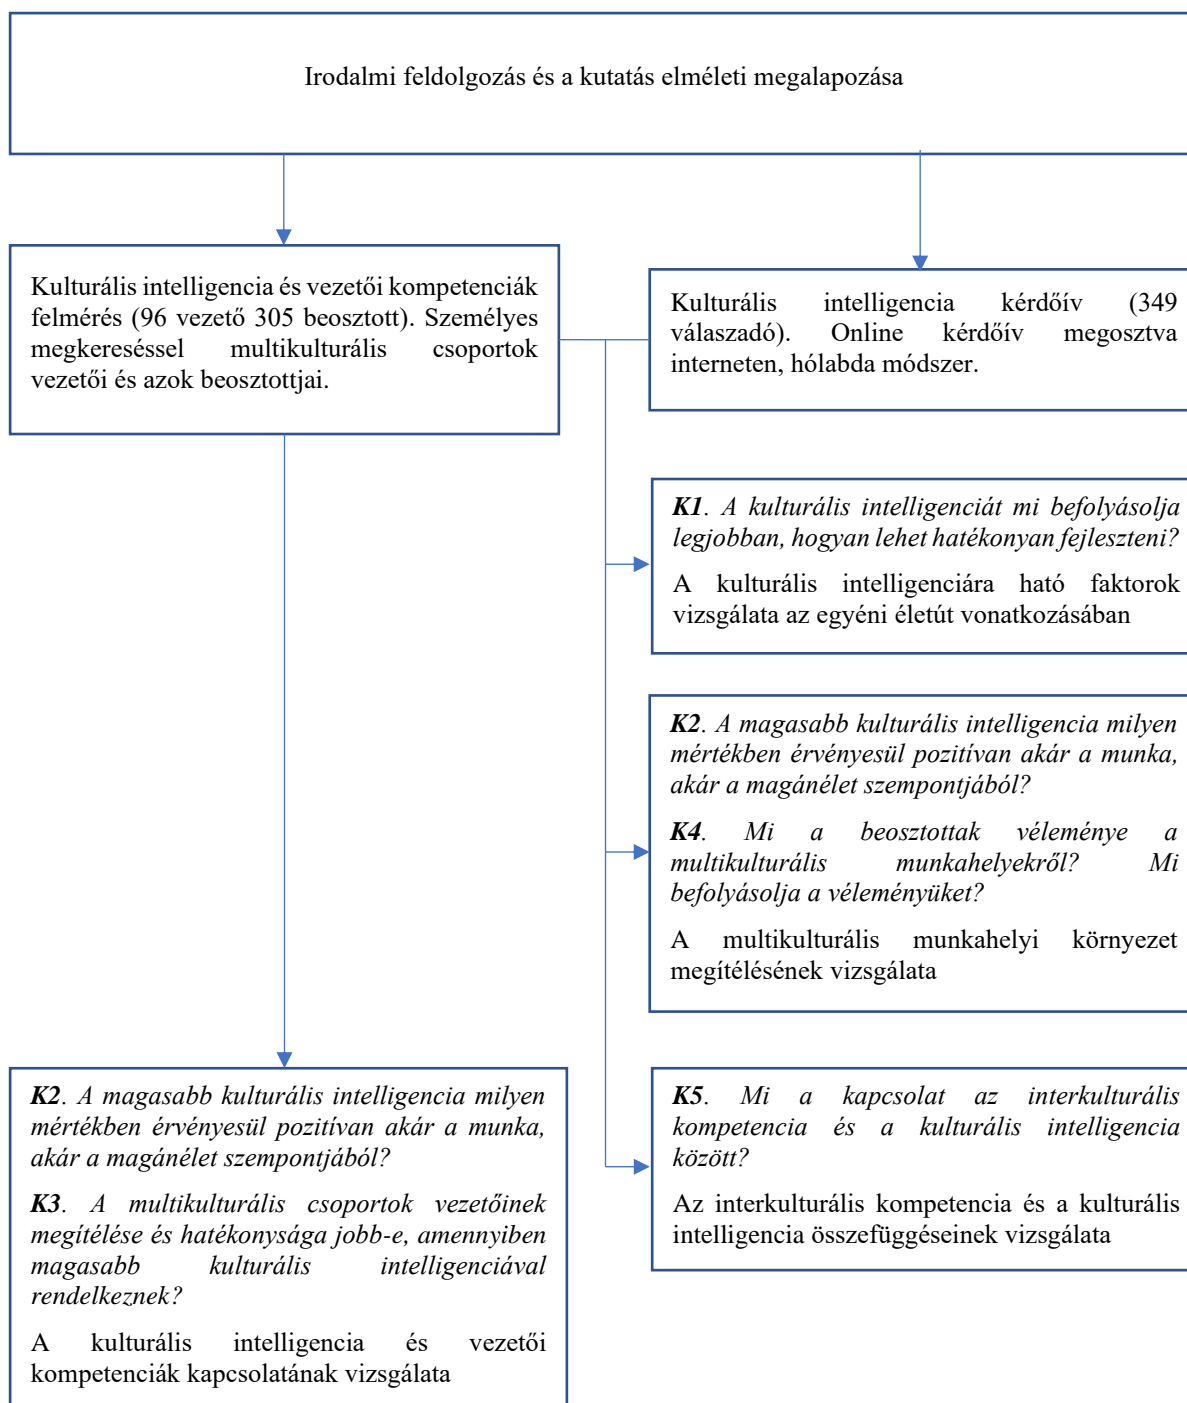 Irodalmi feldolgozás és a kutatás elméleti megalapozása
Kulturális intelligencia és vezetői kompetenciák
felmérés (96 vezető 305 beosztott). Személyes
megkereséssel multikulturális csoportok
vezetői és azok beosztottjai.
Kulturális intelligencia kérdőív (349
válaszadó). Online kérdőív megosztva
interneten, hólabda módszer.
K1. A kulturális intelligenciát mi befolyásolja
legjobban, hogyan lehet hatékonyan fejleszteni?
A kulturális intelligenciára ható faktorok
vizsgálata az egyéni életút vonatkozásában
K2. A magasabb kulturális intelligencia milyen
mértékben érvényesül pozitívan akár a munka,
akár a magánélet szempontjából?
K4. Mi a beosztottak véleménye a
multikulturális munkahelyekről? Mi
befolyásolja a véleményüket?
A multikulturális munkahelyi környezet
megítélésének vizsgálata
K2. A magasabb kulturális intelligencia milyen
mértékben érvényesül pozitívan akár a munka,
akár a magánélet szempontjából?
K3. A multikulturális csoportok vezetőinek
megítélése és hatékonysága jobb-e, amennyiben
magasabb kulturális intelligenciával
rendelkeznek?
A kulturális intelligencia és vezetői
kompetenciák kapcsolatának vizsgálata
K5. Mi a kapcsolat az interkulturális
kompetencia és a kulturális intelligencia
között?
Az interkulturális kompetencia és a kulturális
intelligencia összefüggéseinek vizsgálata